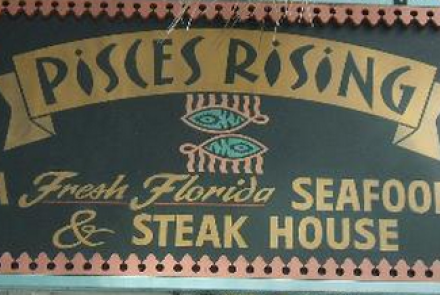 PISCES RISING
A Fresh Florida SEAFOOD
& STEAK HOUSE